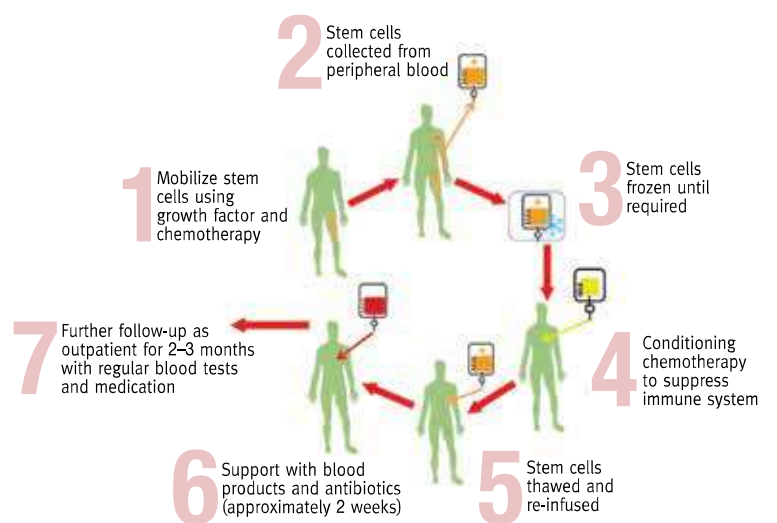 1
Mobilize stem
cells using
growth factor and
chemotherapy
2
Stem cells
collected from
peripheral blood
3
Stem cells
frozen until
required
4
Conditioning
chemotherapy
to suppress
immune system
5
Stem cells
thawed and
re-infused
6
Support with blood
products and antibiotics
(approximately 2 weeks)
7
Further follow-up as
outpatient for 2–3 months
with regular blood tests
and medication